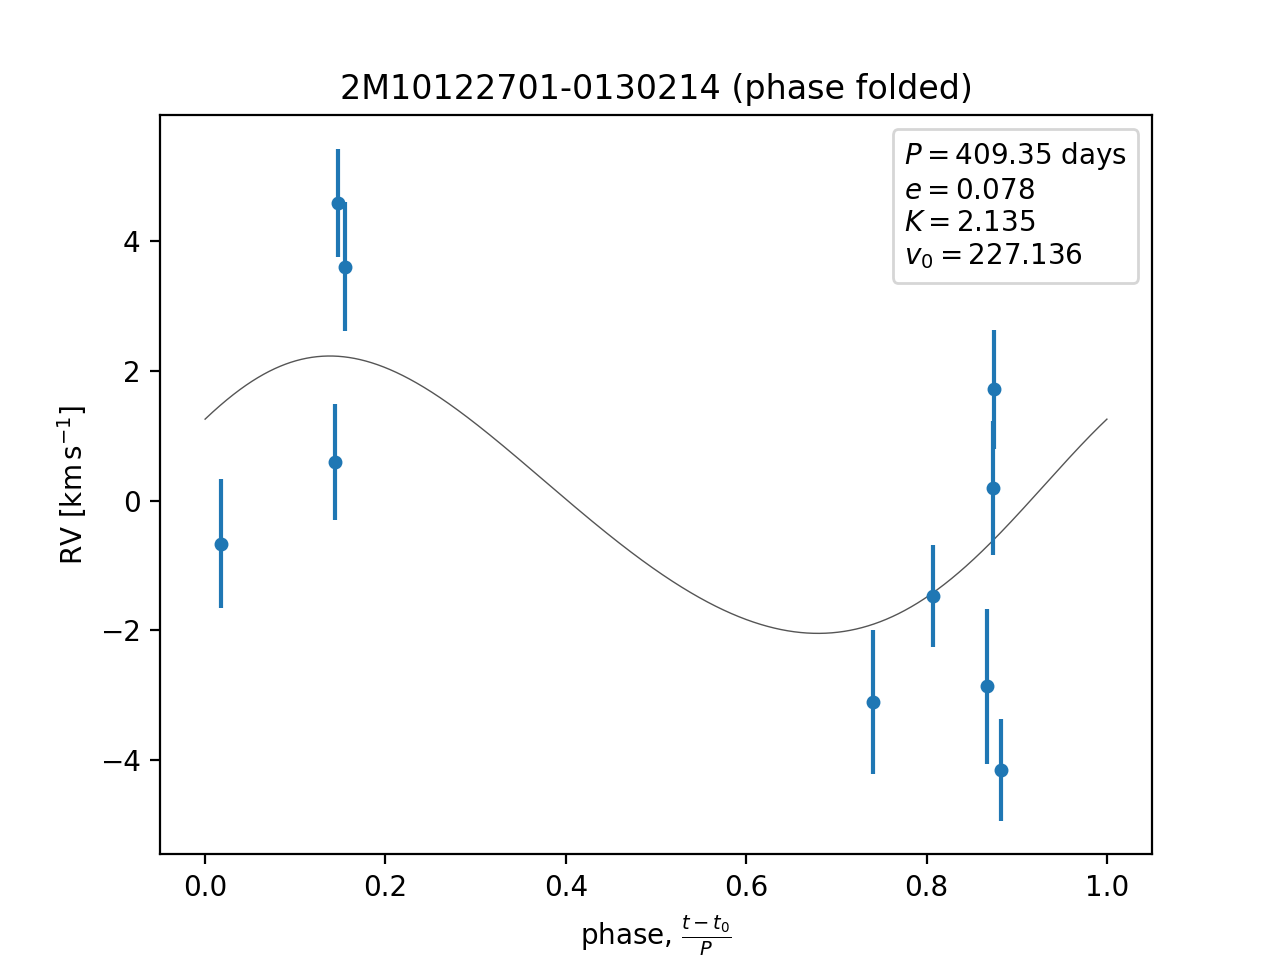 2M10122701-0130214 (phase folded)
P = 409.35 days
e = 0.078
K = 2.135
v₀ = 227.136
RV [km s⁻¹]
4
2
0
−2
−4
0.0 0.2 0.4 0.6 0.8 1.0
phase, (t − t₀)/P